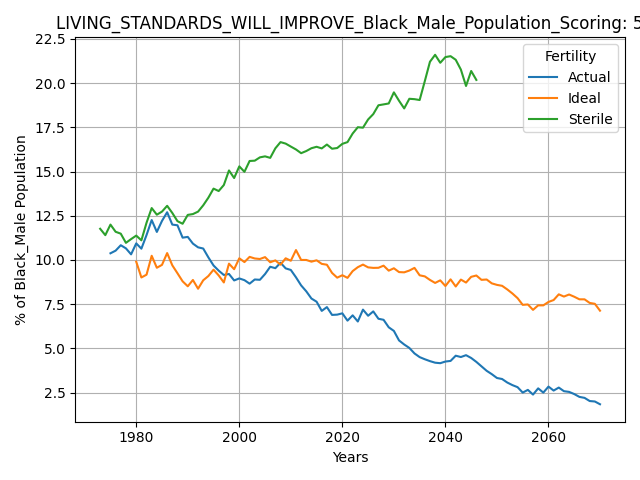 LIVING_STANDARDS_WILL_IMPROVE_Black_Male_Population_Scoring: 5
22.5
20.0
17.5
15.0
12.5
10.0
7.5
5.0
2.5
% of Black_Male Population
Fertility
Actual
Ideal
Sterile
1980 2000 2020 2040 2060
Years